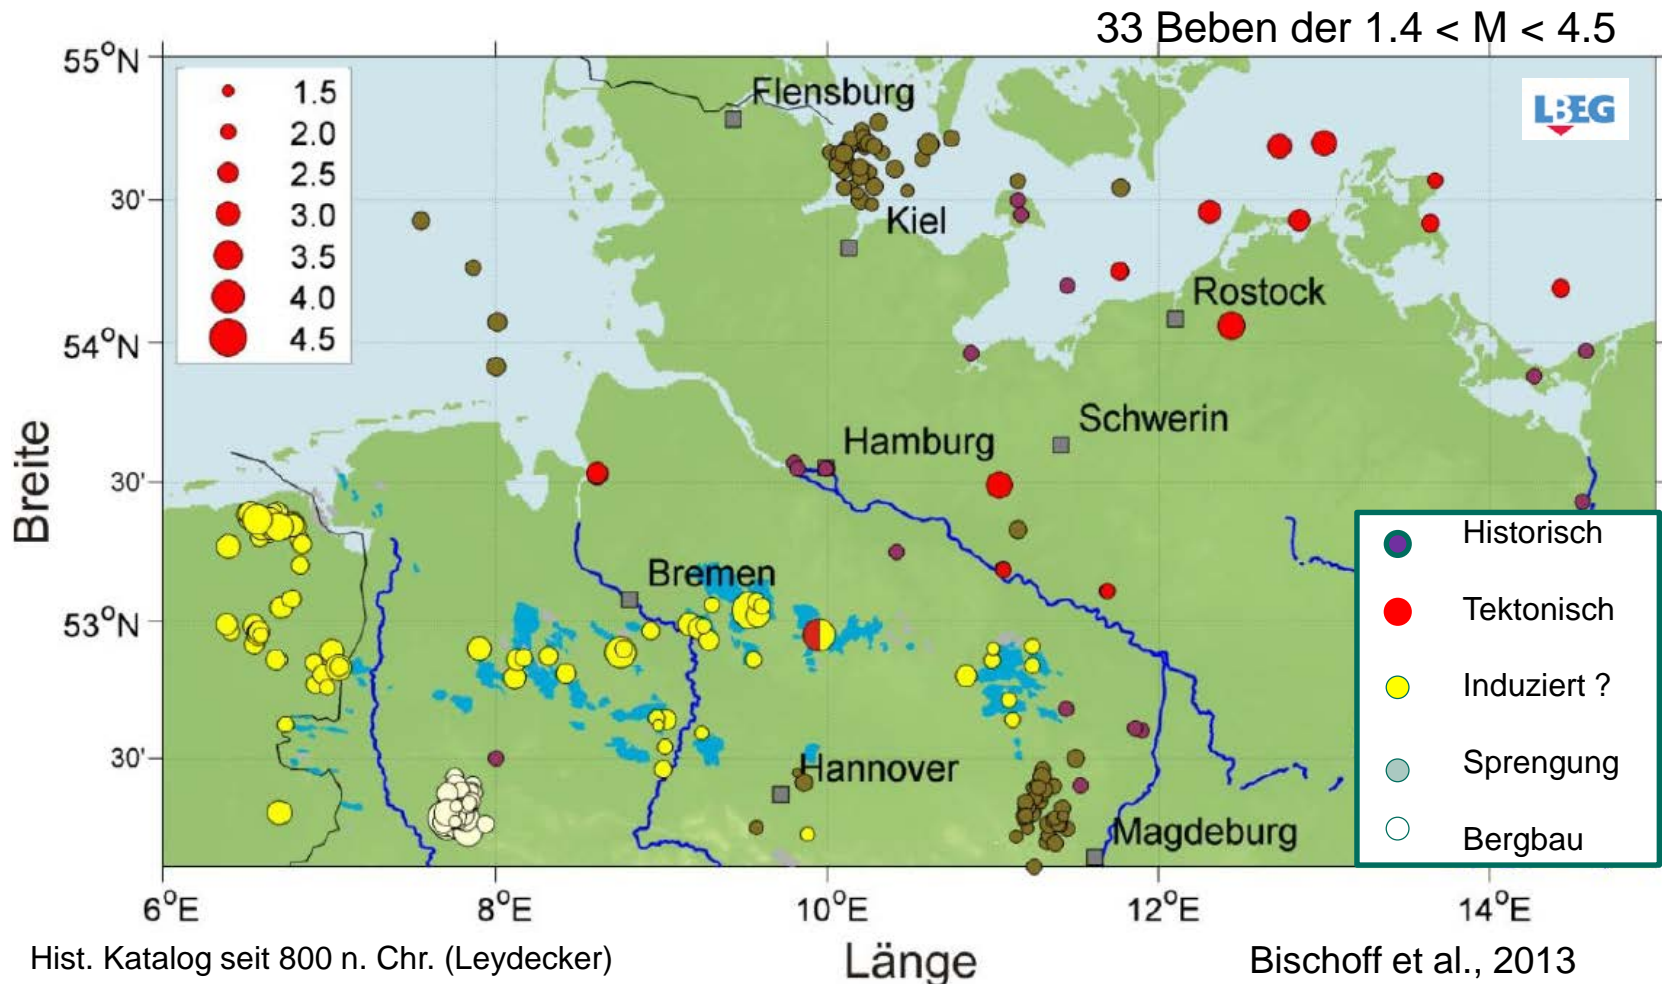 33 Beben der 1.4 < M < 4.5
55°N
30'
54°N
30'
53°N
30'
Breite
1.5
2.0
2.5
3.0
3.5
4.0
4.5
LBEG
Flensburg
Kiel
Rostock
Schwerin
Hamburg
Bremen
Hannover
Magdeburg
Historisch
Tektonisch
Induziert ?
Sprengung
Bergbau
6°E
8°E
10°E
12°E
14°E
Länge
Hist. Katalog seit 800 n. Chr. (Leydecker)
Bischoff et al., 2013